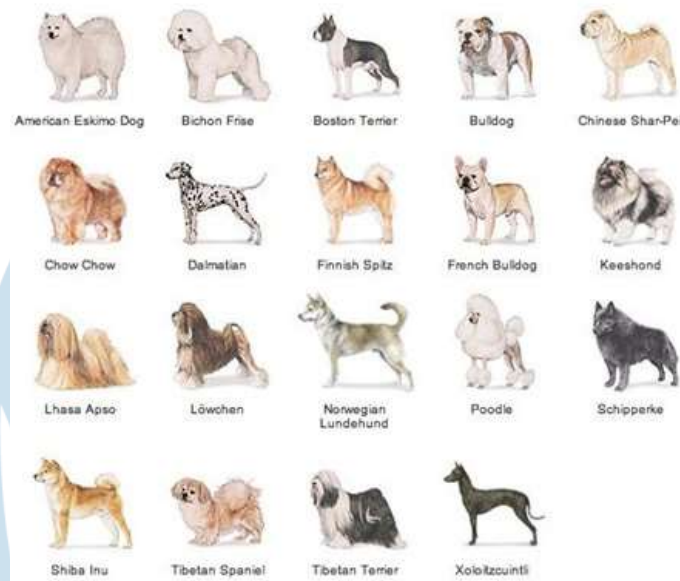 American Eskimo Dog
Bichon Frise
Boston Terrier
Bulldog
Chinese Shar-Pei
Chow Chow
Dalmatian
Finnish Spitz
French Bulldog
Keeshond
Lhasa Apso
Löwchen
Norwegian
Lundehund
Poodle
Schipperke
Shiba Inu
Tibetan Spaniel
Tibetan Terrier
Xoloitzcuintli